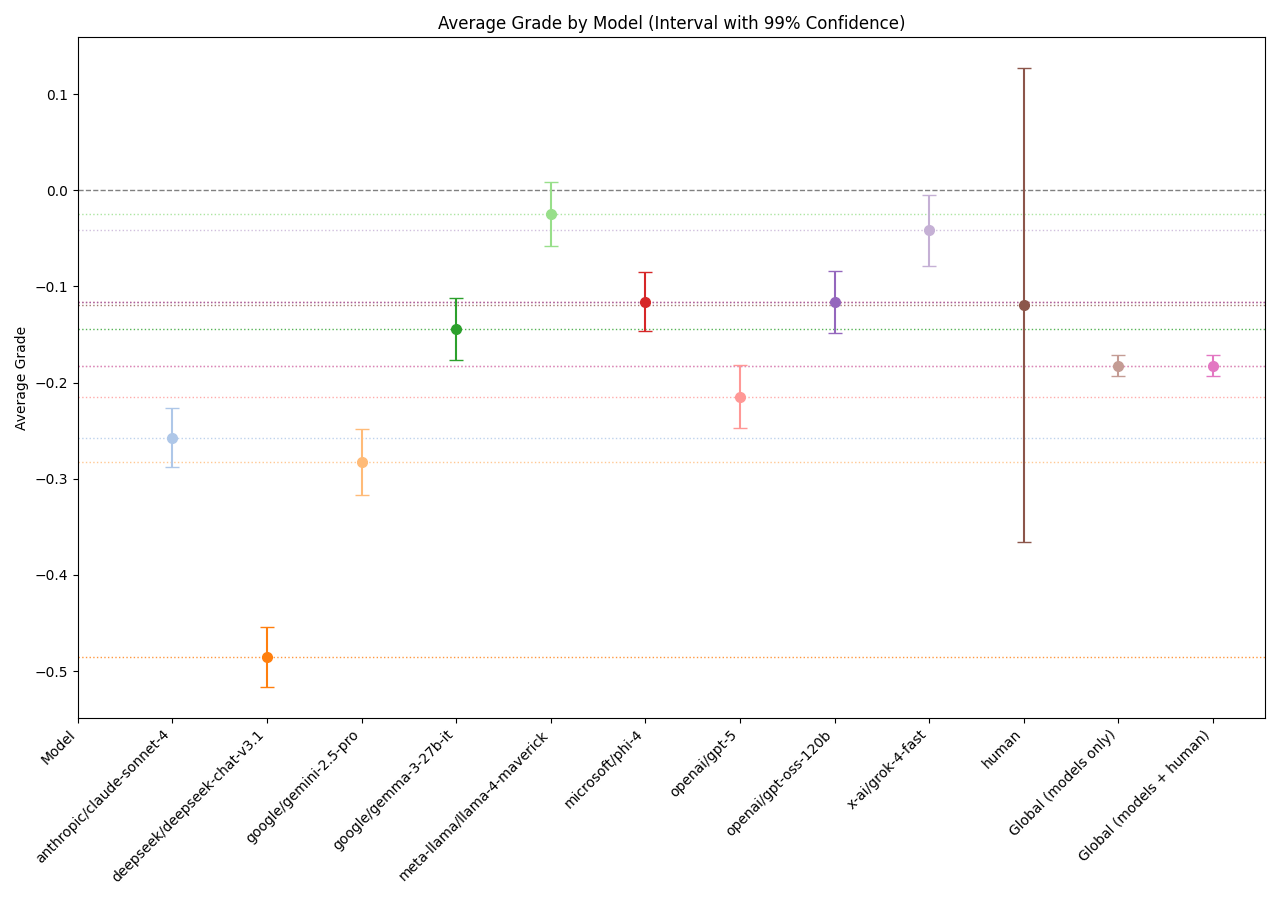 Average Grade by Model (Interval with 99% Confidence)
Average Grade
0.1
0.0
−0.1
−0.2
−0.3
−0.4
−0.5
Model
anthropic/claude-sonnet-4
deepseek/deepseek-chat-v3.1
google/gemini-2.5-pro
google/gemma-3-27b-it
meta-llama/llama-4-maverick
microsoft/phi-4
openai/gpt-5
openai/gpt-oss-120b
x-ai/grok-4-fast
human
Global (models only)
Global (models + human)